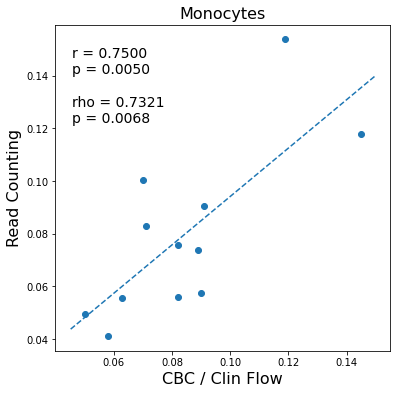 Monocytes
r = 0.7500
p = 0.0050
rho = 0.7321
p = 0.0068
Read Counting
0.14
0.12
0.10
0.08
0.06
0.04
0.06
0.08
0.10
0.12
0.14
CBC / Clin Flow